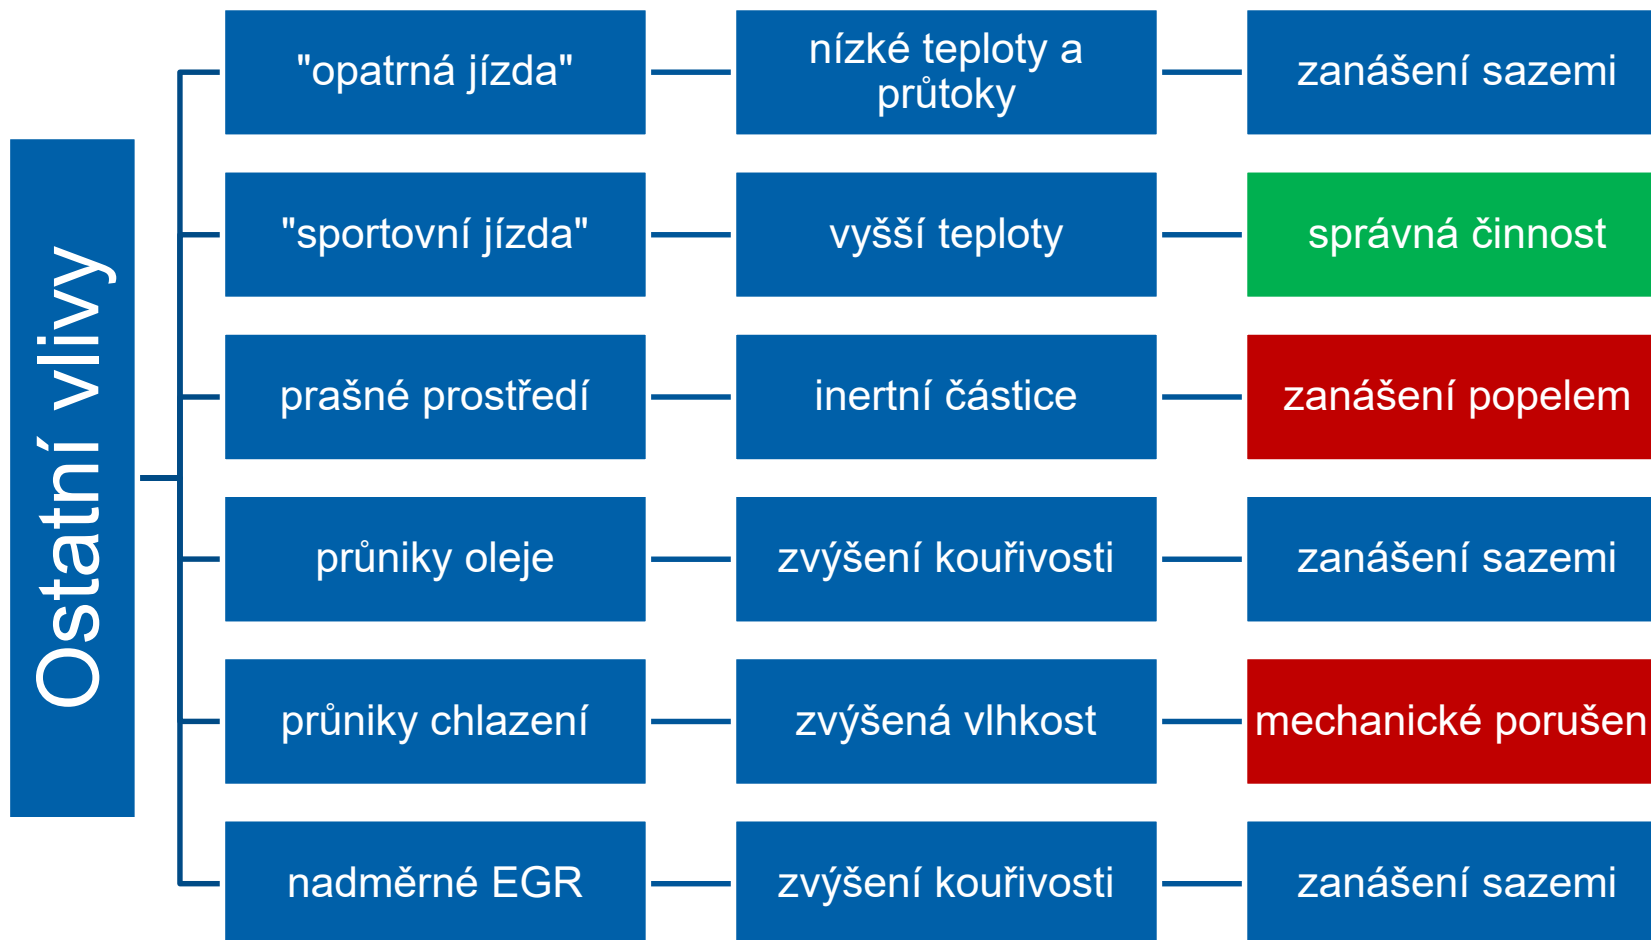 Ostatní vlivy
"opatrná jízda"
nízké teploty a
průtoky
zanášení sazemi
"sportovní jízda"
vyšší teploty
správná činnost
prašné prostředí
inertní částice
zanášení popelem
průniky oleje
zvýšení kouřivosti
zanášení sazemi
průniky chlazení
zvýšená vlhkost
mechanické porušen
nadměrné EGR
zvýšení kouřivosti
zanášení sazemi